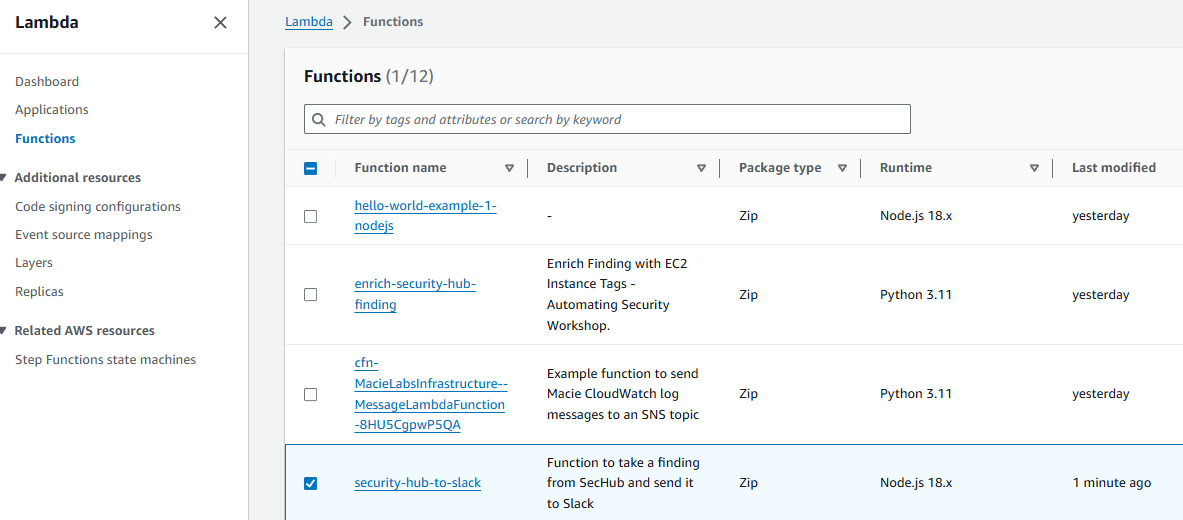 Lambda
Dashboard
Applications
Functions
Additional resources
Code signing configurations
Event source mappings
Layers
Replicas
Related AWS resources
Step Functions state machines
Lambda > Functions
Functions (1/12)
Filter by tags and attributes or search by keyword
Function name Description Package type Runtime Last modified
hello-world-example-1-
nodejs
-
Zip
Node.js 18.x
yesterday
enrich-security-hub-
finding
Enrich Finding with EC2
Instance Tags -
Automating Security
Workshop.
Zip
Python 3.11
yesterday
cfn-
MacieLabsInfrastructure--
MessageLambdaFunction
-8HU5CgpwP5QA
Example function to send
Macie CloudWatch log
messages to an SNS topic
Zip
Python 3.11
yesterday
security-hub-to-slack
Function to take a finding
from SecHub and send it
to Slack
Zip
Node.js 18.x
1 minute ago